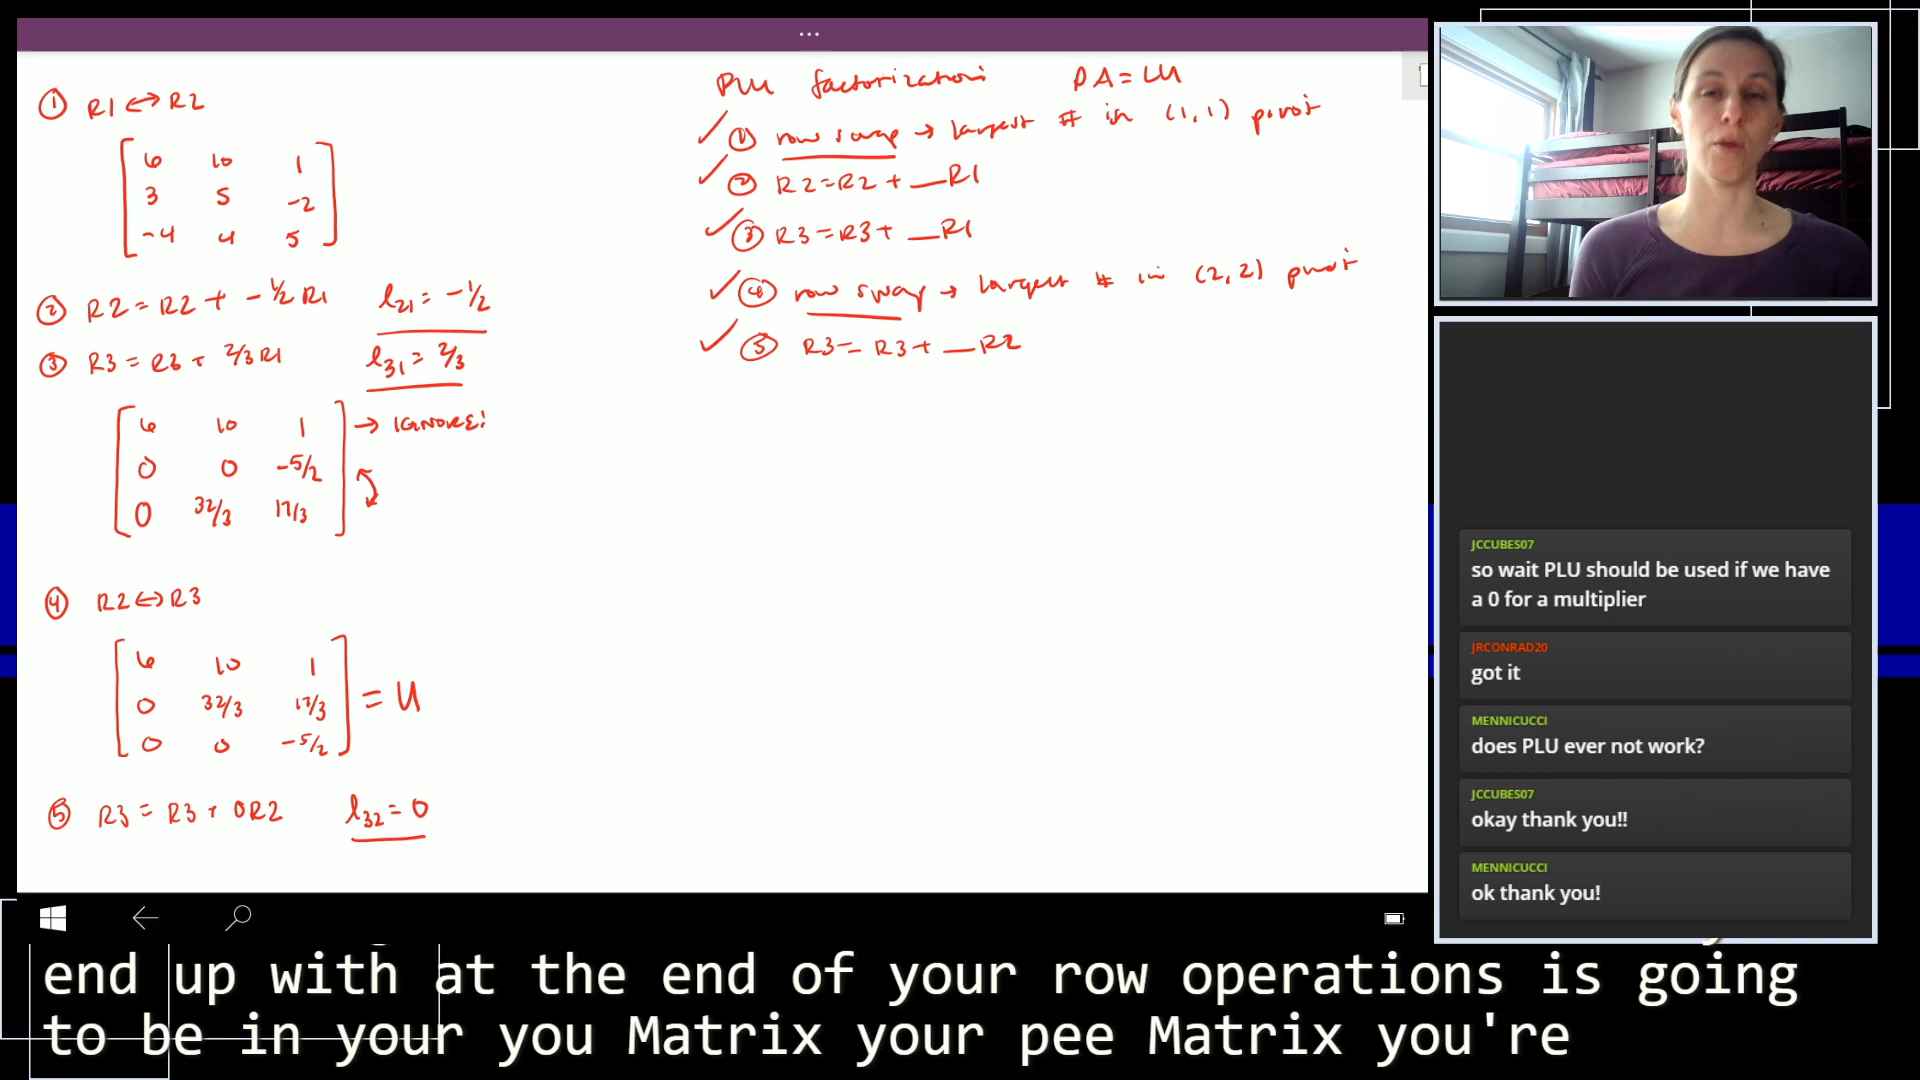 ...
① R1 ↔ R2
6 10 1
3 5 -2
-4 4 5
② R2 = R2 + -1/2 R1 l21 = -1/2
③ R3 = R3 + 2/3 R1 l31 = 2/3
6 10 1 → IGNORE!
0 0 -5/2
0 32/3 17/3
④ R2 ↔ R3
6 10 1
0 32/3 17/3 = U
0 0 -5/2
⑤ R3 = R3 + 0R2 l32 = 0
PLU factorization PA = LU
✓ ① row swap → largest # in (1,1) pivot
✓ ② R2 = R2 + __R1
✓ ③ R3 = R3 + __R1
✓ ④ row swap → largest # in (2,2) pivot
✓ ⑤ R3 = R3 + __R2
JCCUBES07
so wait PLU should be used if we have
a 0 for a multiplier
JRCONRAD20
got it
MENNICUCCI
does PLU ever not work?
JCCUBES07
okay thank you!!
MENNICUCCI
ok thank you!
end up with at the end of your row operations is going
to be in your you Matrix your pee Matrix you're